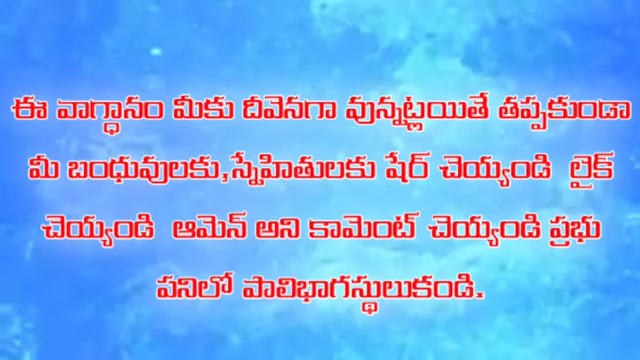 ఈ వాగ్ధానం మీకు దీవెనగా వున్నట్లయితే తప్పకుండా
మీ బంధువులకు,స్నేహితులకు షేర్ చెయ్యండి లైక్
చెయ్యండి ఆమెన్ అని కామెంట్ చెయ్యండి ప్రభు
పనిలో పాలిభాగస్థులుకండి.